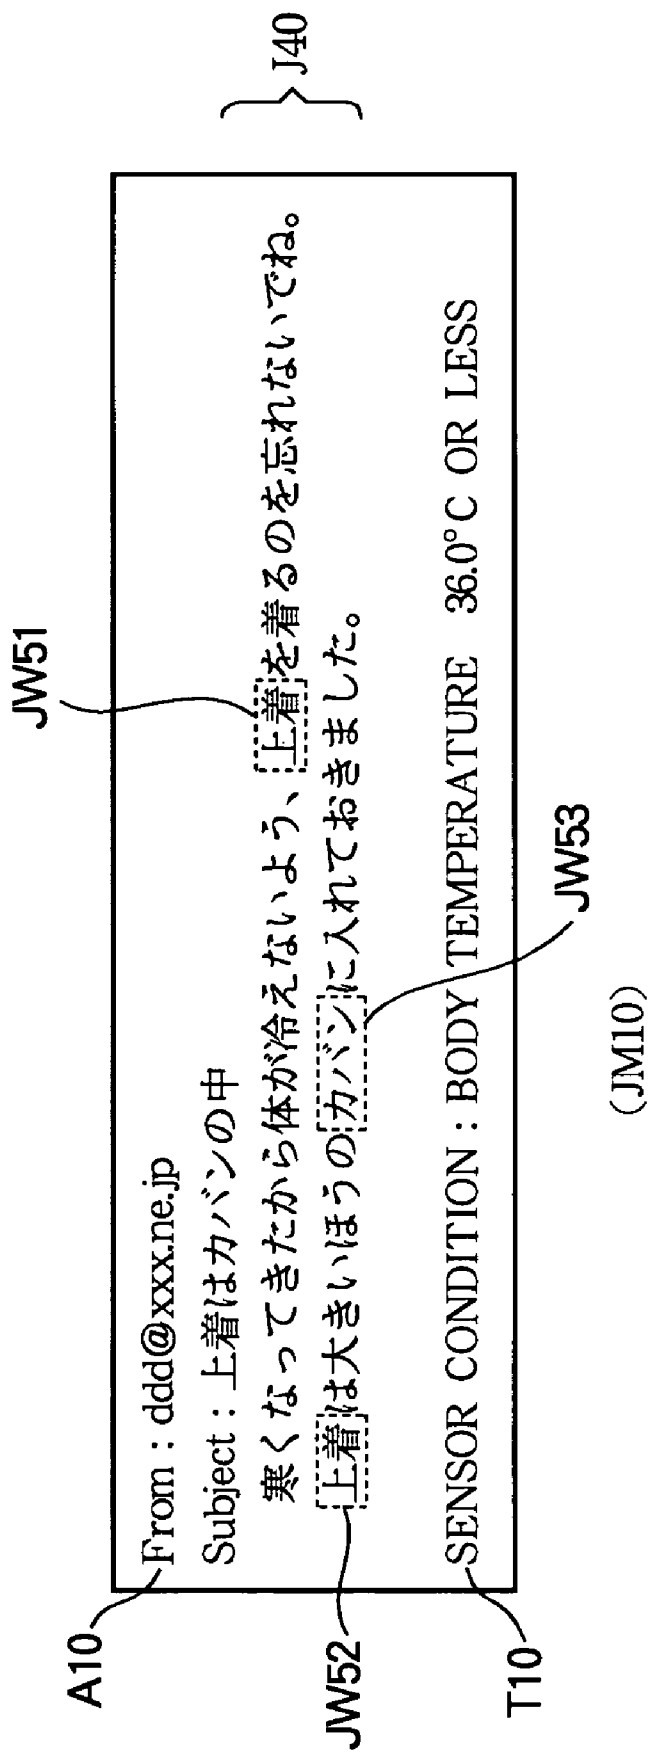 J40
JW51
A10
From : ddd@xxx.ne.jp
Subject : 上着はカバンの中
寒くなってきたから体が冷えないよう、上着を着るのを忘れないでね。
上着は大きいほうのカバンに入れておきました。
JW52
JW53
SENSOR CONDITION : BODY TEMPERATURE 36.0°C OR LESS
T10
(JM10)